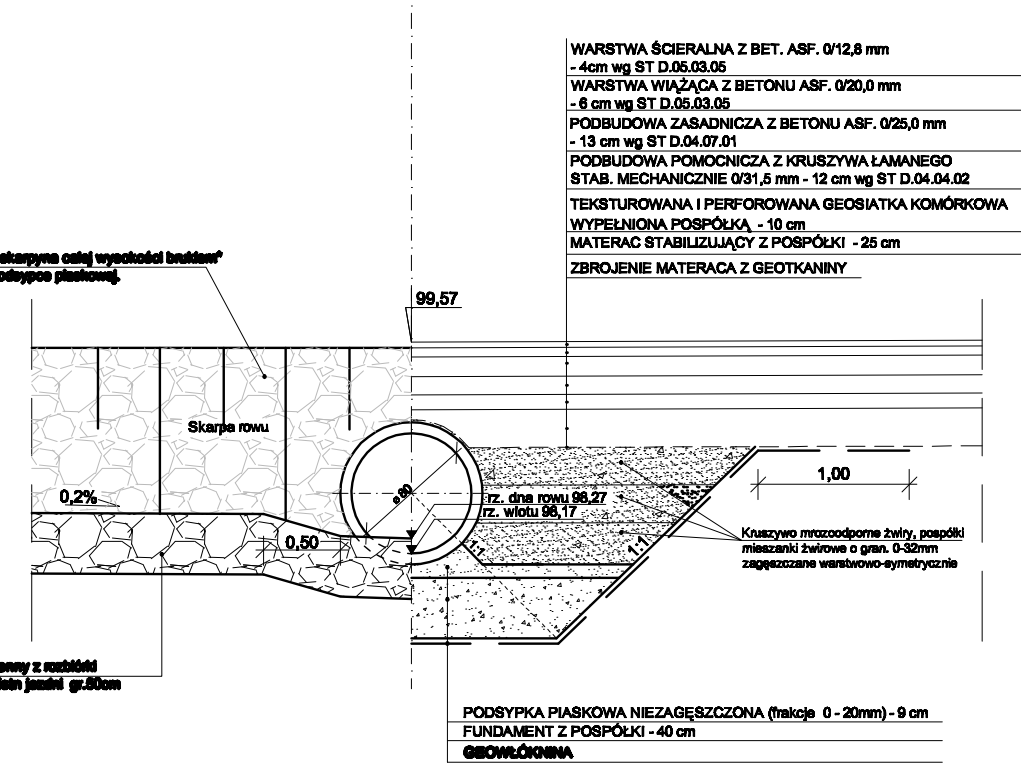 WARSTWA ŚCIERALNA Z BET. ASF. 0/12,8 mm
- 4cm wg ST D.05.03.05
WARSTWA WIĄŻĄCA Z BETONU ASF. 0/20,0 mm
- 6 cm wg ST D.05.03.05
PODBUDOWA ZASADNICZA Z BETONU ASF. 0/25,0 mm
- 13 cm wg ST D.04.07.01
PODBUDOWA POMOCNICZA Z KRUSZYWA ŁAMANEGO
STAB. MECHANICZNIE 0/31,5 mm - 12 cm wg ST D.04.04.02
TEKSTUROWANA I PERFOROWANA GEOSIATKA KOMÓRKOWA
WYPEŁNIONA POSPÓŁKĄ - 10 cm
MATERAC STABILIZUJĄCY Z POSPÓŁKI - 25 cm
ZBROJENIE MATERACA Z GEOTKANINY
skarpyna całej wysokości brukiem"
odsypce piaskowej.
99,57
Skarpa rowu
0,2%
ø80
rz. dna rowu 98,27
rz. wlotu 98,17
1,00
0,50
1:1
1:1
Kruszywo mrozoodporne żwiry, pospółki
mieszanki żwirowe o gran. 0-32mm
zagęszczane warstwowo-symetrycznie
enny z rozbiórki
jezdni gr.50cm
PODSYPKA PIASKOWA NIEZAGĘSZCZONA (frakcje 0 - 20mm) - 9 cm
FUNDAMENT Z POSPÓŁKI - 40 cm
GEOWŁÓKNINA